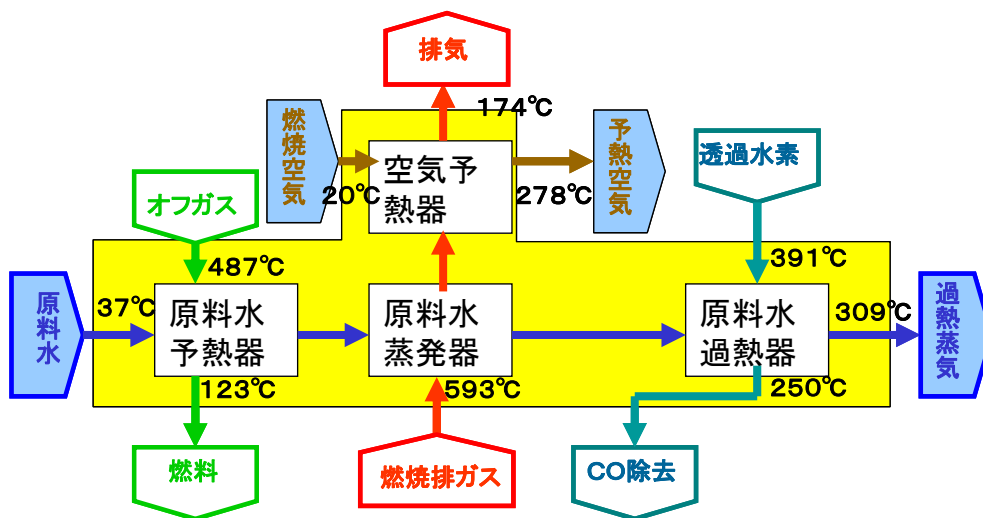 排気
174℃
燃焼空気
20℃
空気予
熱器
278℃
予熱空気
透過水素
オフガス
487℃
391℃
原料水
37℃
原料水
予熱器
原料水
蒸発器
原料水
過熱器
309℃
過熱蒸気
123℃
593℃
250℃
燃料
燃焼排ガス
CO除去